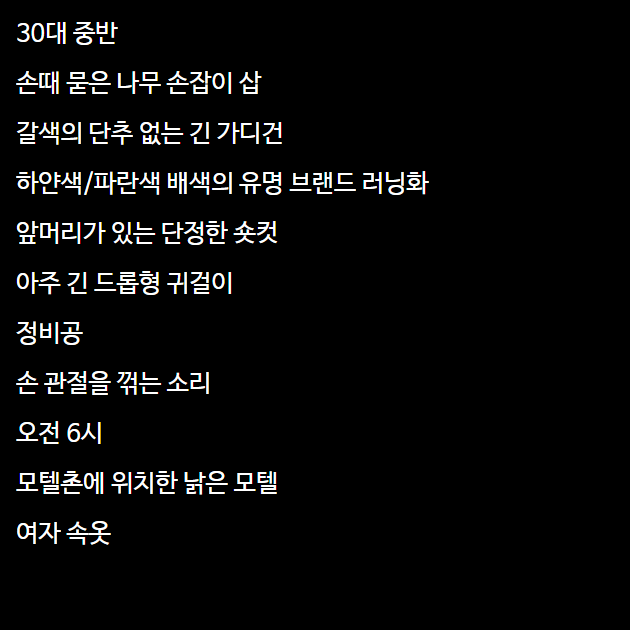 30대 중반
손때 묻은 나무 손잡이 삽
갈색의 단추 없는 긴 가디건
하얀색/파란색 배색의 유명 브랜드 러닝화
앞머리가 있는 단정한 숏컷
아주 긴 드롭형 귀걸이
정비공
손 관절을 꺾는 소리
오전 6시
모텔촌에 위치한 낡은 모텔
여자 속옷